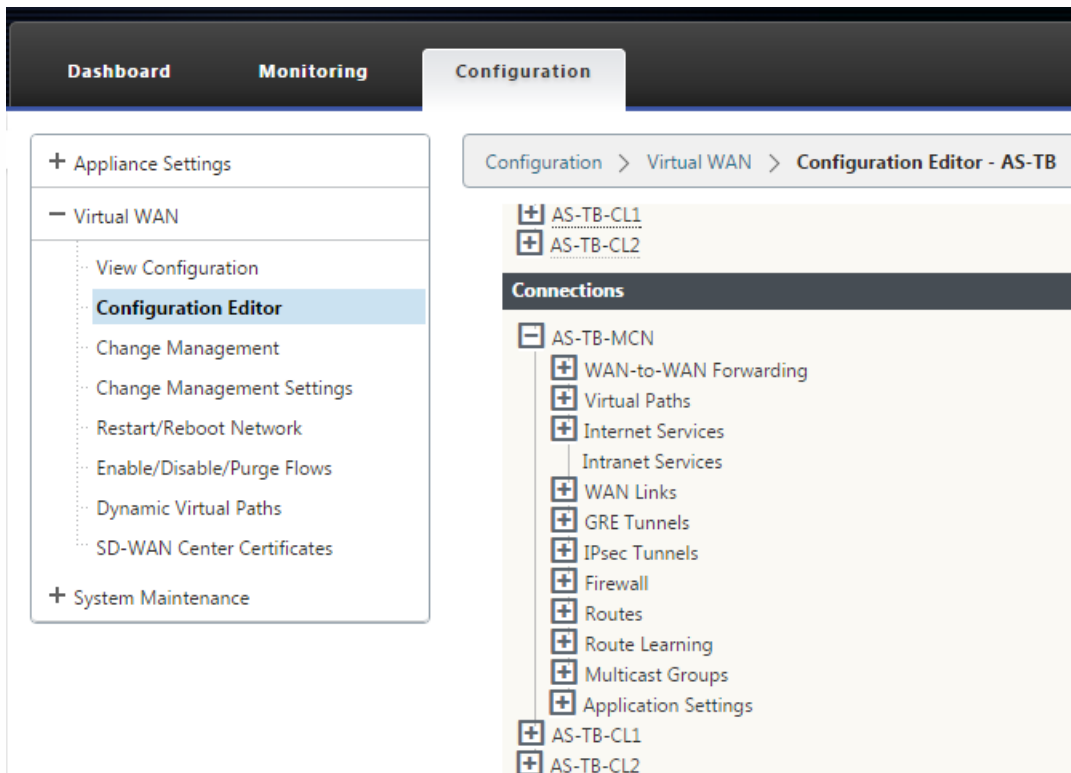 Dashboard Monitoring Configuration
Appliance Settings
Virtual WAN
View Configuration
Configuration Editor
Change Management
Change Management Settings
Restart/Reboot Network
Enable/Disable/Purge Flows
Dynamic Virtual Paths
SD-WAN Center Certificates
System Maintenance
Configuration > Virtual WAN > Configuration Editor - AS-TB
AS-TB-CL1
AS-TB-CL2
Connections
AS-TB-MCN
WAN-to-WAN Forwarding
Virtual Paths
Internet Services
Intranet Services
WAN Links
GRE Tunnels
IPsec Tunnels
Firewall
Routes
Route Learning
Multicast Groups
Application Settings
AS-TB-CL1
AS-TB-CL2